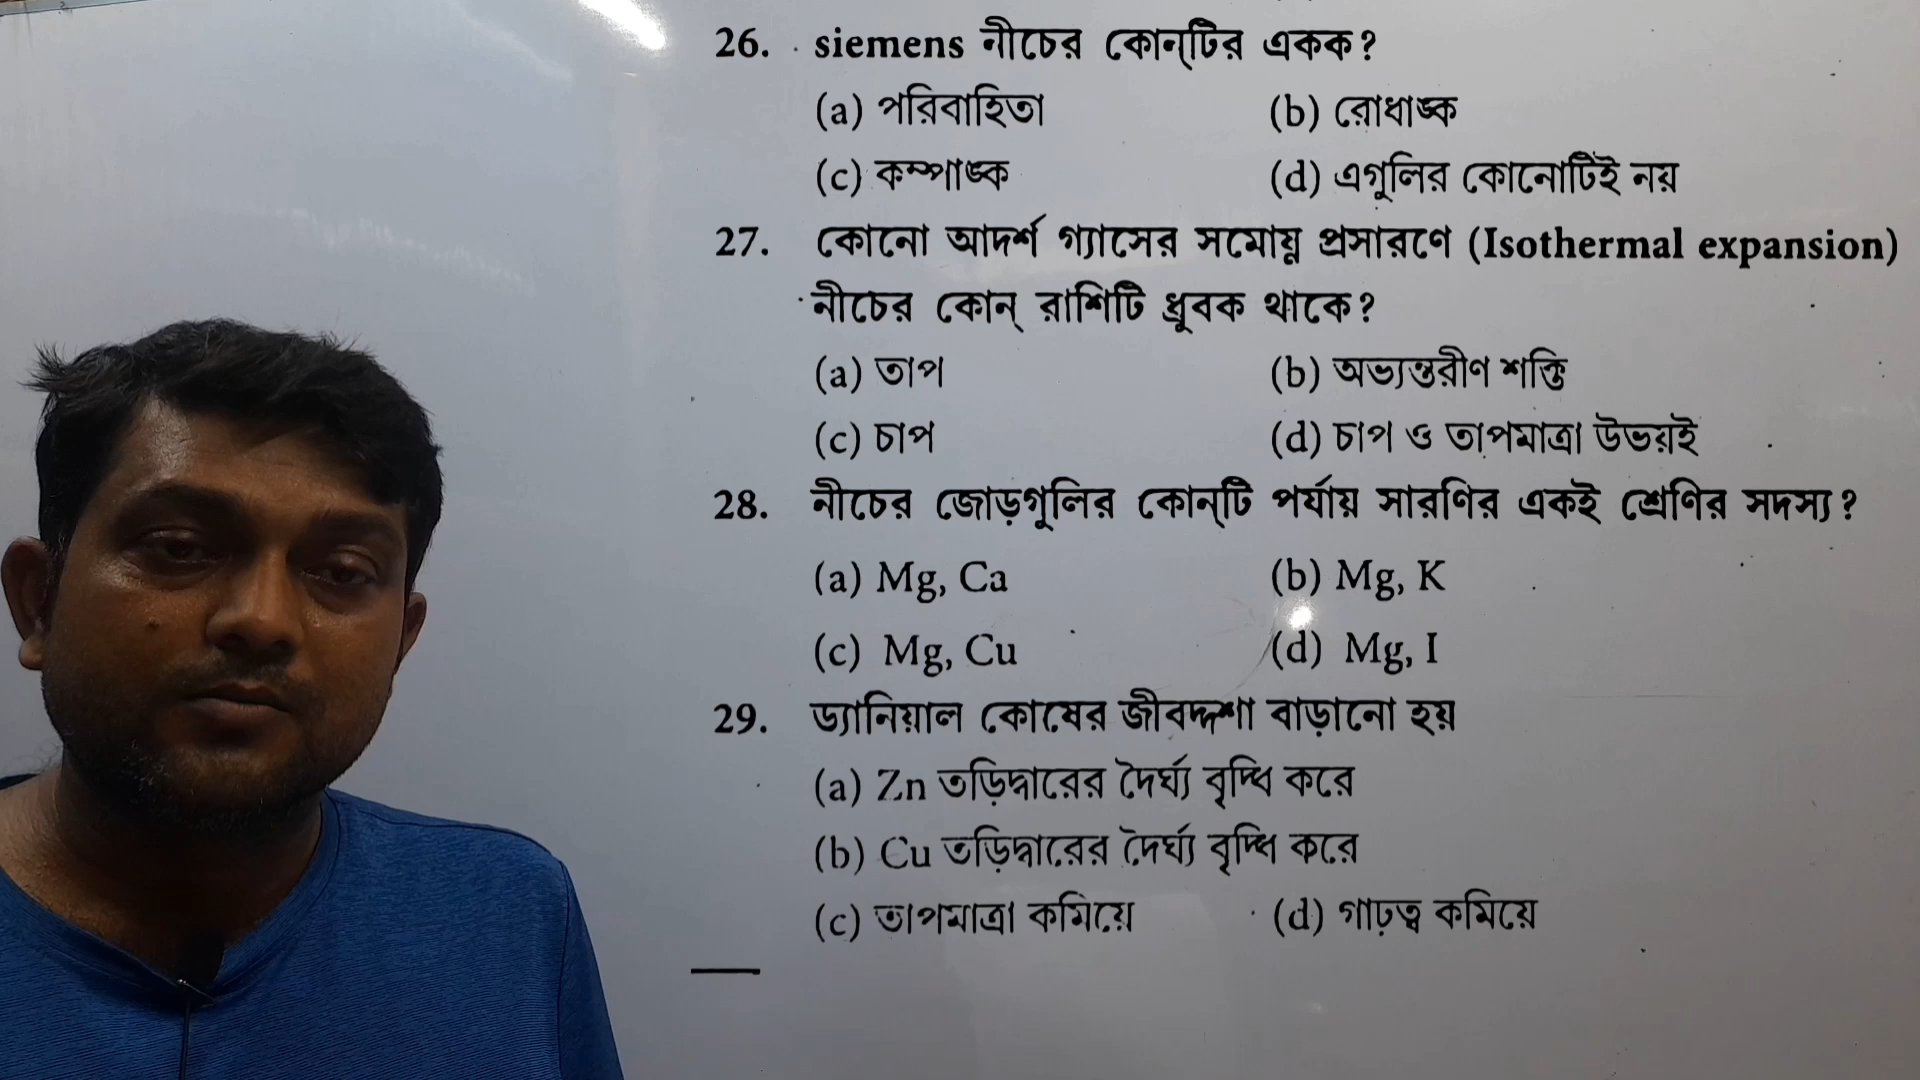 26. siemens নীচের কোন্‌টির একক?
(a) পরিবাহিতা (b) রোধাঙ্ক
(c) কম্পাঙ্ক (d) এগুলির কোনোটিই নয়
27. কোনো আদর্শ গ্যাসের সমোষ্ণ প্রসারণে (Isothermal expansion)
নীচের কোন্ রাশিটি ধ্রুবক থাকে?
(a) তাপ (b) অভ্যন্তরীণ শক্তি
(c) চাপ (d) চাপ ও তাপমাত্রা উভয়ই
28. নীচের জোড়গুলির কোন্‌টি পর্যায় সারণির একই শ্রেণির সদস্য?
(a) Mg, Ca (b) Mg, K
(c) Mg, Cu (d) Mg, I
29. ড্যানিয়াল কোষের জীবদ্দশা বাড়ানো হয়
(a) Zn তড়িদ্দ্বারের দৈর্ঘ্য বৃদ্ধি করে
(b) Cu তড়িদ্দ্বারের দৈর্ঘ্য বৃদ্ধি করে
(c) তাপমাত্রা কমিয়ে (d) গাঢ়ত্ব কমিয়ে